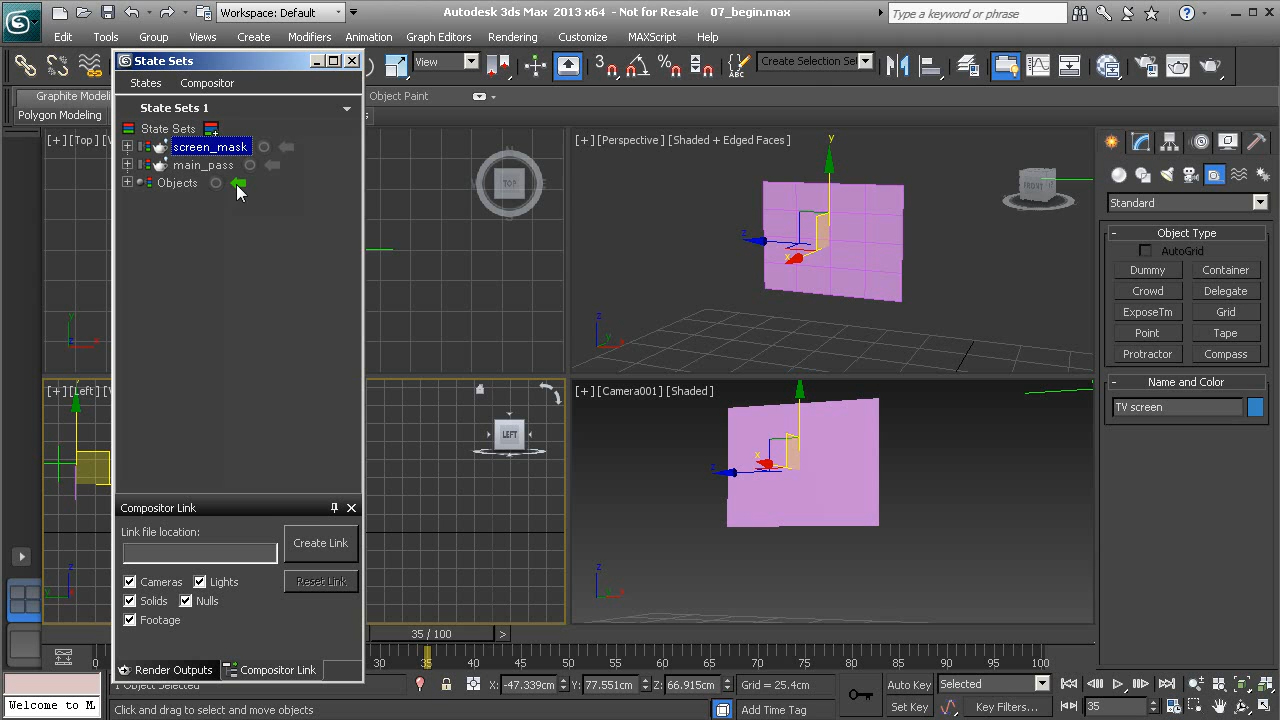 Workspace: Default
Autodesk 3ds Max 2013 x64 - Not for Resale 07_begin.max
Type a keyword or phrase
Edit Tools Group Views Create Modifiers Animation Graph Editors Rendering Customize MAXScript Help
State Sets
View
Create Selection Se
States Compositor
Graphite Modeli
Object Paint
Polygon Modeling
State Sets 1
State Sets
screen_mask
main_pass
Objects
[+][Top]
TOP
[+][Perspective][Shaded + Edged Faces]
FRONT
Standard
Object Type
AutoGrid
Dummy Container
Crowd Delegate
ExposeTm Grid
Point Tape
Protractor Compass
Name and Color
TV screen
[+][Left]
LEFT
[+][Camera001][Shaded]
Compositor Link
Link file location:
Create Link
Cameras Lights
Reset Link
Solids Nulls
Footage
Render Outputs Compositor Link
35 / 100
0 30 35 40 45 50 55 60 65 70 75 80 85 90 95 100
1 Object Selected
X: -47.339cm Y: 77.551cm Z: 66.915cm Grid = 25.4cm
Auto Key Selected
Welcome to M.
Click and drag to select and move objects
Add Time Tag
Set Key Key Filters...
35